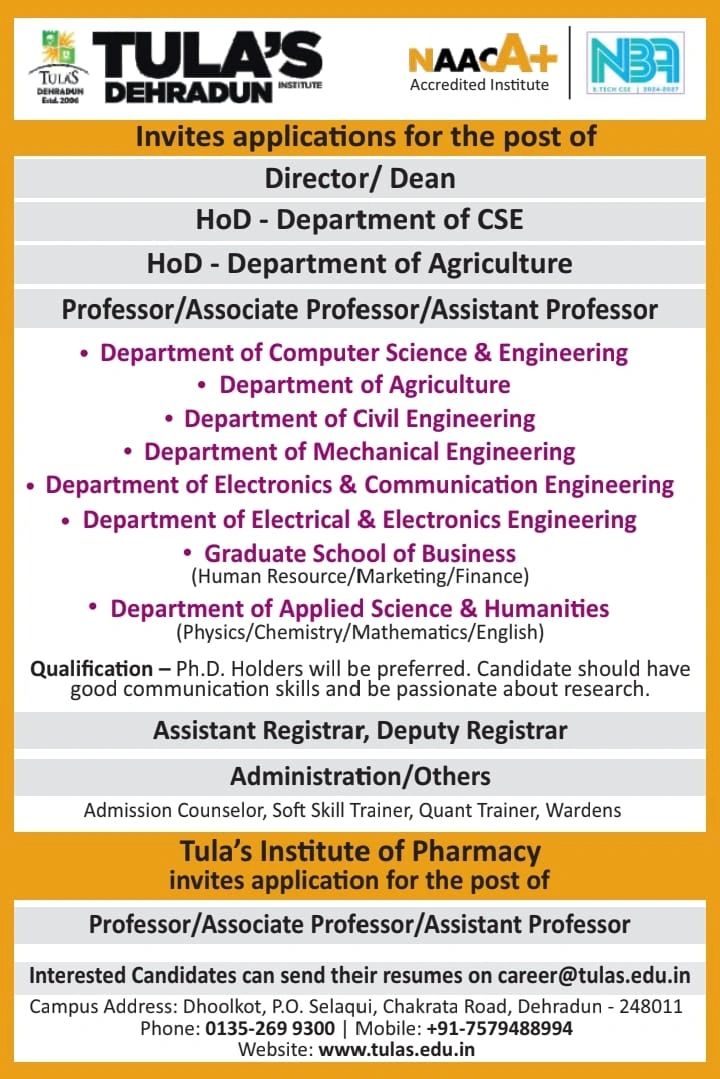 TULA'S
DEHRADUN
Estd. 2006
TULA'S
DEHRADUN INSTITUTE
NAAC A+
Accredited Institute
NBA
B.TECH CSE | 2024-2027
Invites applications for the post of
Director/ Dean
HoD - Department of CSE
HoD - Department of Agriculture
Professor/Associate Professor/Assistant Professor
• Department of Computer Science & Engineering
• Department of Agriculture
• Department of Civil Engineering
• Department of Mechanical Engineering
• Department of Electronics & Communication Engineering
• Department of Electrical & Electronics Engineering
• Graduate School of Business
(Human Resource/Marketing/Finance)
• Department of Applied Science & Humanities
(Physics/Chemistry/Mathematics/English)
Qualification – Ph.D. Holders will be preferred. Candidate should have
good communication skills and be passionate about research.
Assistant Registrar, Deputy Registrar
Administration/Others
Admission Counselor, Soft Skill Trainer, Quant Trainer, Wardens
Tula's Institute of Pharmacy
invites application for the post of
Professor/Associate Professor/Assistant Professor
Interested Candidates can send their resumes on career@tulas.edu.in
Campus Address: Dhoolkot, P.O. Selaqui, Chakrata Road, Dehradun - 248011
Phone: 0135-269 9300 | Mobile: +91-7579488994
Website: www.tulas.edu.in